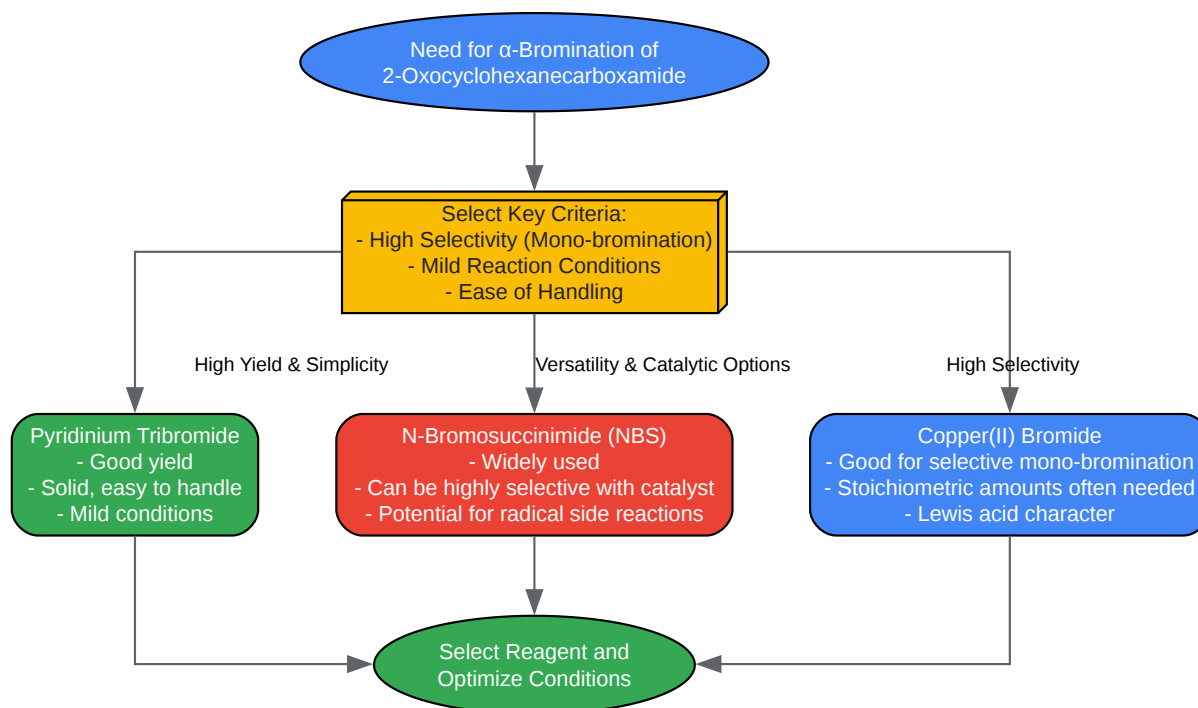 Need for α-Bromination of
2-Oxocyclohexanecarboxamide
Select Key Criteria:
- High Selectivity (Mono-bromination)
- Mild Reaction Conditions
- Ease of Handling
High Yield & Simplicity
Versatility & Catalytic Options
High Selectivity
Pyridinium Tribromide
- Good yield
- Solid, easy to handle
- Mild conditions
N-Bromosuccinimide (NBS)
- Widely used
- Can be highly selective with catalyst
- Potential for radical side reactions
Copper(II) Bromide
- Good for selective mono-bromination
- Stoichiometric amounts often needed
- Lewis acid character
Select Reagent and
Optimize Conditions